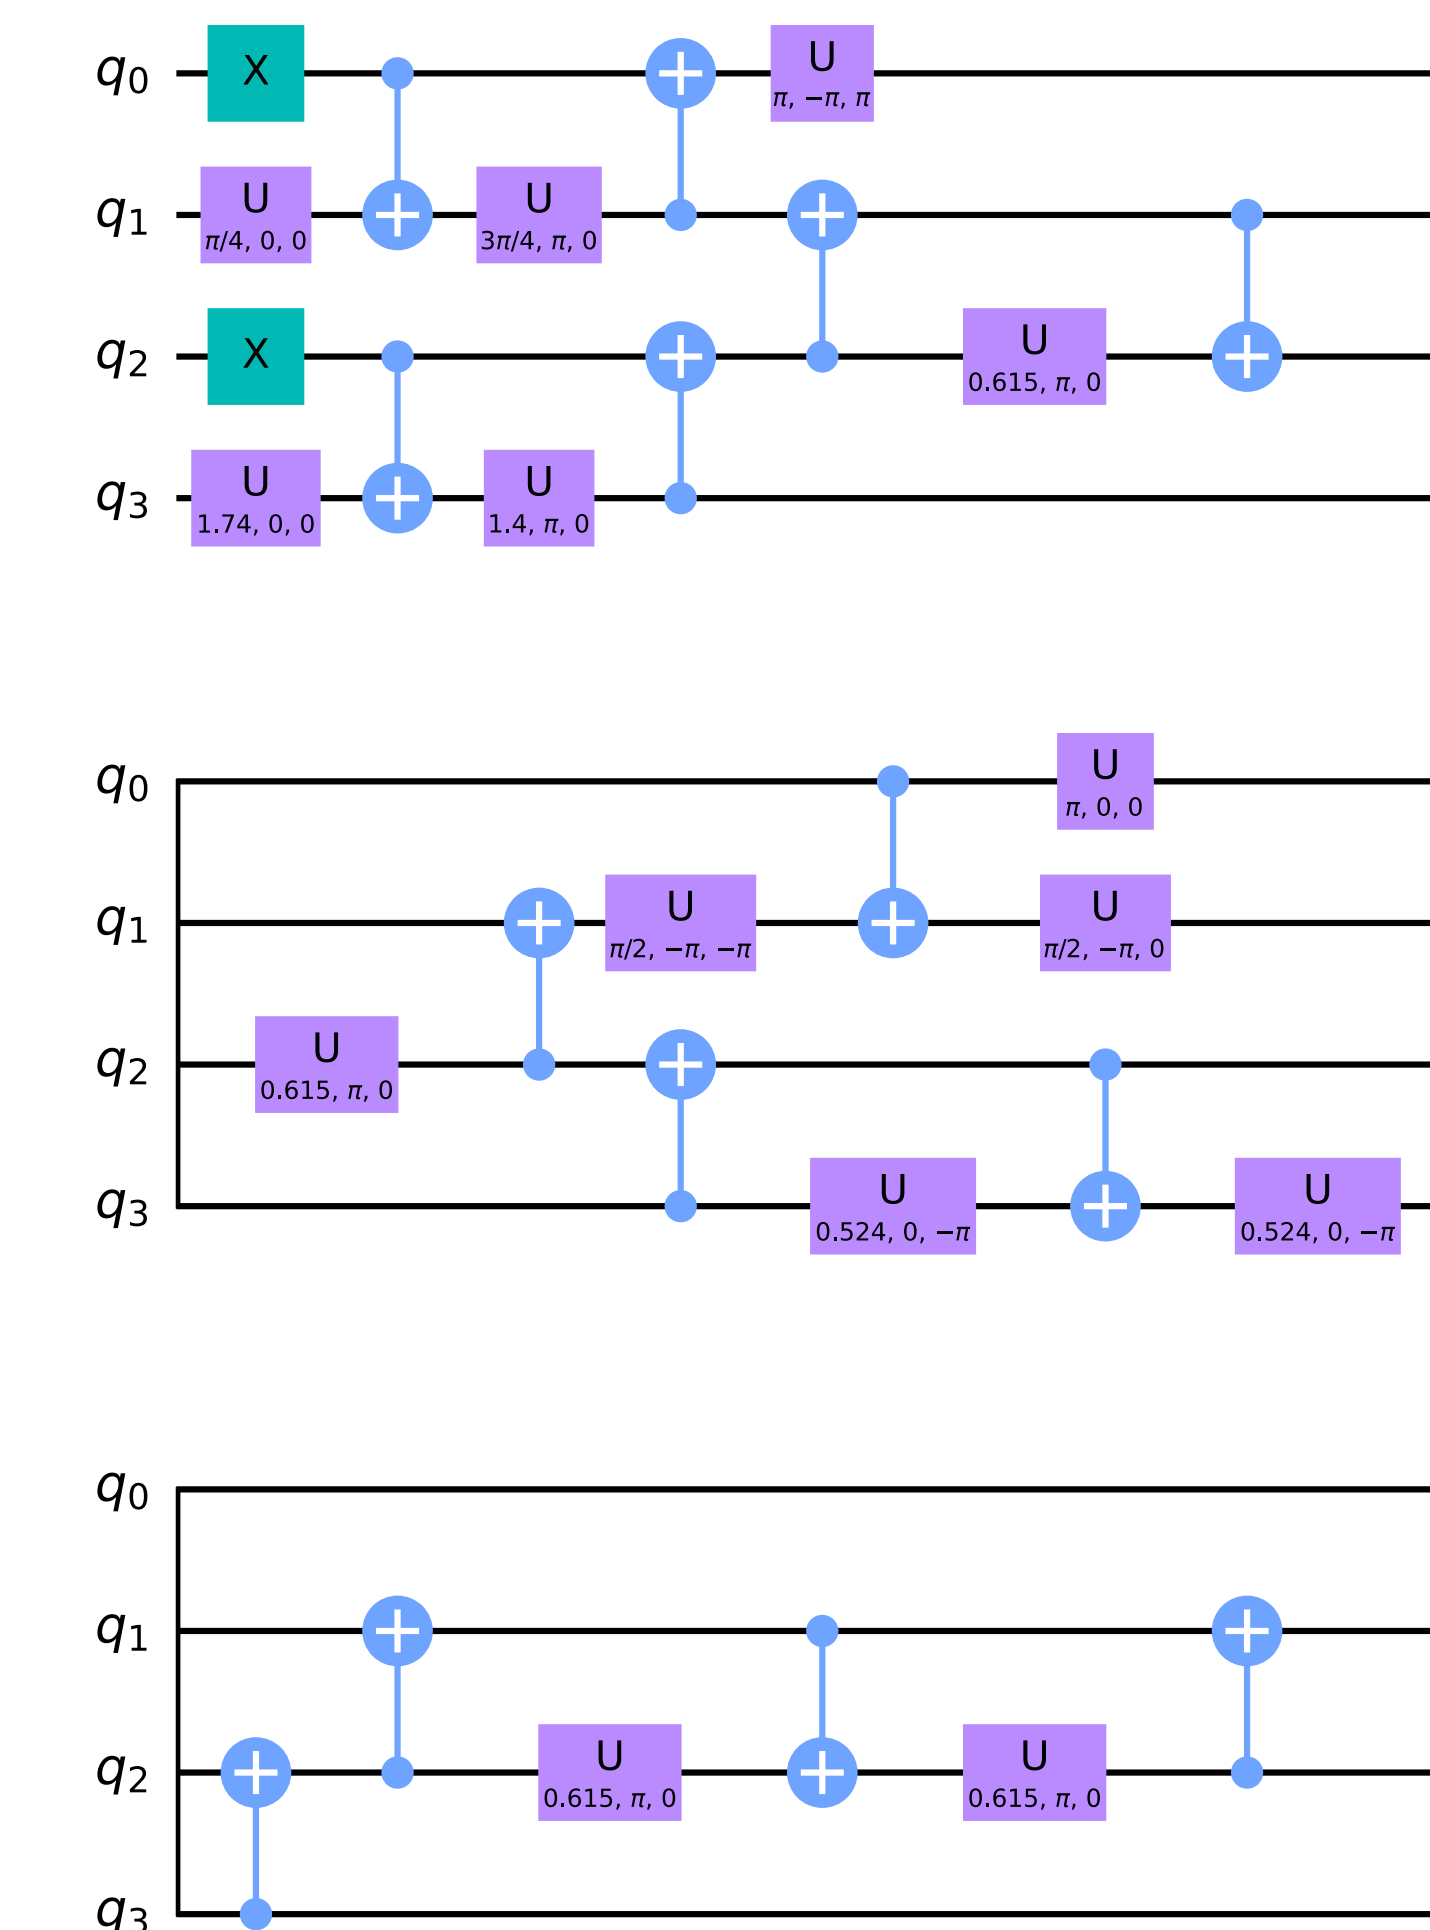 q0 X U
π, −π, π
q1 U U
π/4, 0, 0 3π/4, π, 0
q2 X U
0.615, π, 0
q3 U U
1.74, 0, 0 1.4, π, 0
q0 U
π, 0, 0
q1 U U
π/2, −π, −π π/2, −π, 0
q2 U
0.615, π, 0
q3 U U
0.524, 0, −π 0.524, 0, −π
q0
q1
q2 U U
0.615, π, 0 0.615, π, 0
q3